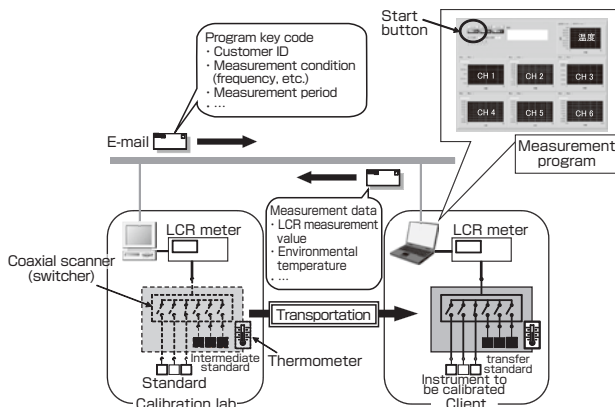 Start
button
温度
CH 1
CH 2
CH 3
CH 4
CH 5
CH 6
Measurement
program
Program key code
・Customer ID
・Measurement condition
(frequency, etc.)
・Measurement period
・…
E-mail
Measurement data
・LCR measurement
value
・Environmental
temperature
・…
LCR meter
Coaxial scanner
(switcher)
Intermediate
standard
Thermometer
Standard
Calibration lab
Transportation
LCR meter
transfer
standard
Instrument to
be calibrated
Client